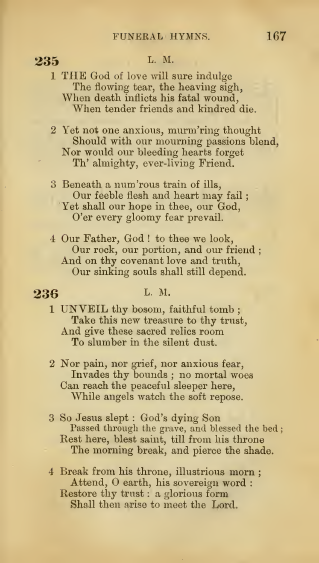 FUNERAL HYMNS. 167
235 L. M.
1 THE God of love will sure indulge
The flowing tear, the heaving sigh,
When death inflicts his fatal wound,
When tender friends and kindred die.
2 Yet not one anxious, murm'ring thought
Should with our mourning passions blend,
Nor would our bleeding hearts forget
Th' almighty, ever-living Friend.
3 Beneath a num'rous train of ills,
Our feeble flesh and heart may fail ;
Yet shall our hope in thee, our God,
O'er every gloomy fear prevail.
4 Our Father, God ! to thee we look,
Our rock, our portion, and our friend ;
And on thy covenant love and truth,
Our sinking souls shall still depend.
236 L. M.
1 UNVEIL thy bosom, faithful tomb ;
Take this new treasure to thy trust,
And give these sacred relics room
To slumber in the silent dust.
2 Nor pain, nor grief, nor anxious fear,
Invades thy bounds ; no mortal woes
Can reach the peaceful sleeper here,
While angels watch the soft repose.
3 So Jesus slept : God's dying Son
Passed through the grave, and blessed the bed ;
Rest here, blest saint, till from his throne
The morning break, and pierce the shade.
4 Break from his throne, illustrious morn ;
Attend, O earth, his sovereign word :
Restore thy trust : a glorious form
Shall then arise to meet the Lord.